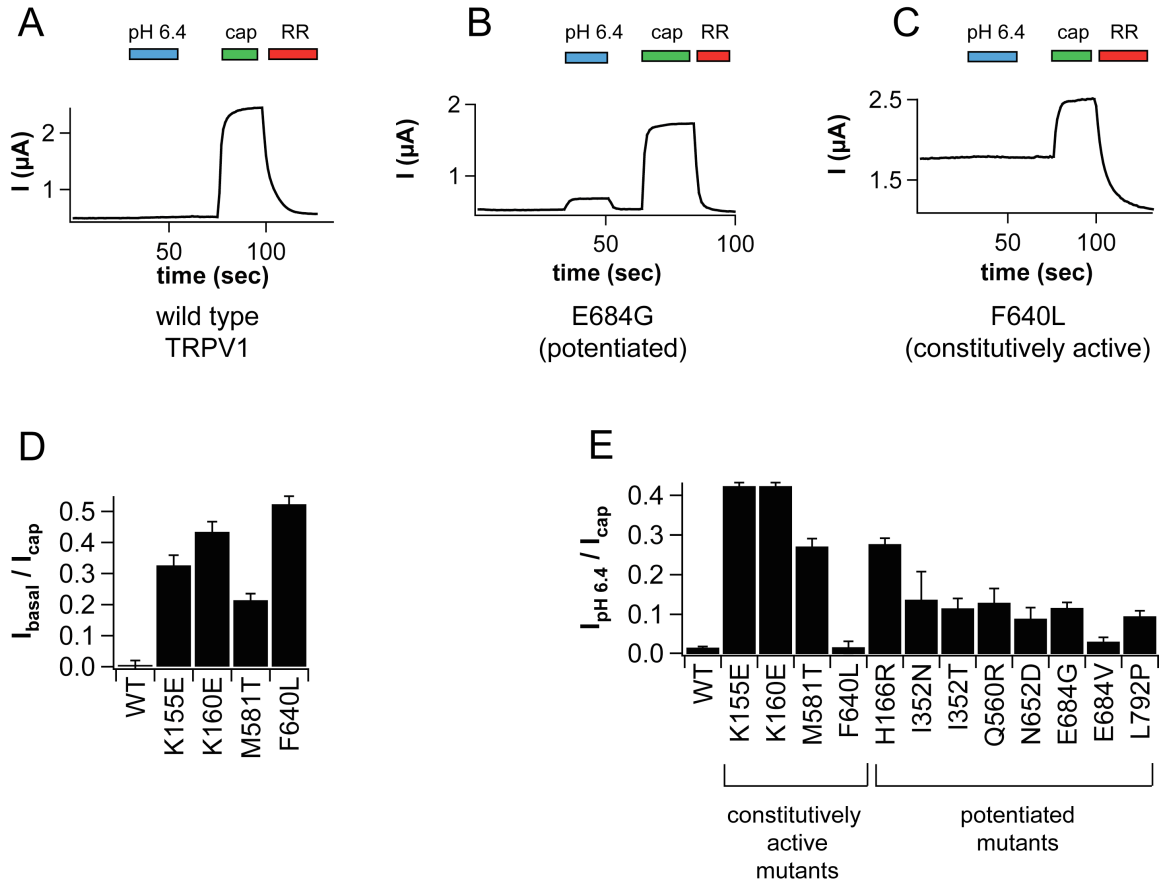 A
pH 6.4 cap RR
I (µA)
2
1
50 100
time (sec)
wild type
TRPV1
B
pH 6.4 cap RR
I (µA)
2
1
50 100
time (sec)
E684G
(potentiated)
C
pH 6.4 cap RR
I (µA)
2.5
1.5
50 100
time (sec)
F640L
(constitutively active)
D
Ibasal / Icap
0.5
0.4
0.3
0.2
0.1
0.0
WT
K155E
K160E
M581T
F640L
E
IpH 6.4 / Icap
0.4
0.3
0.2
0.1
0.0
WT
K155E
K160E
M581T
F640L
H166R
I352N
I352T
Q560R
N652D
E684G
E684V
L792P
constitutively
active
mutants
potentiated
mutants